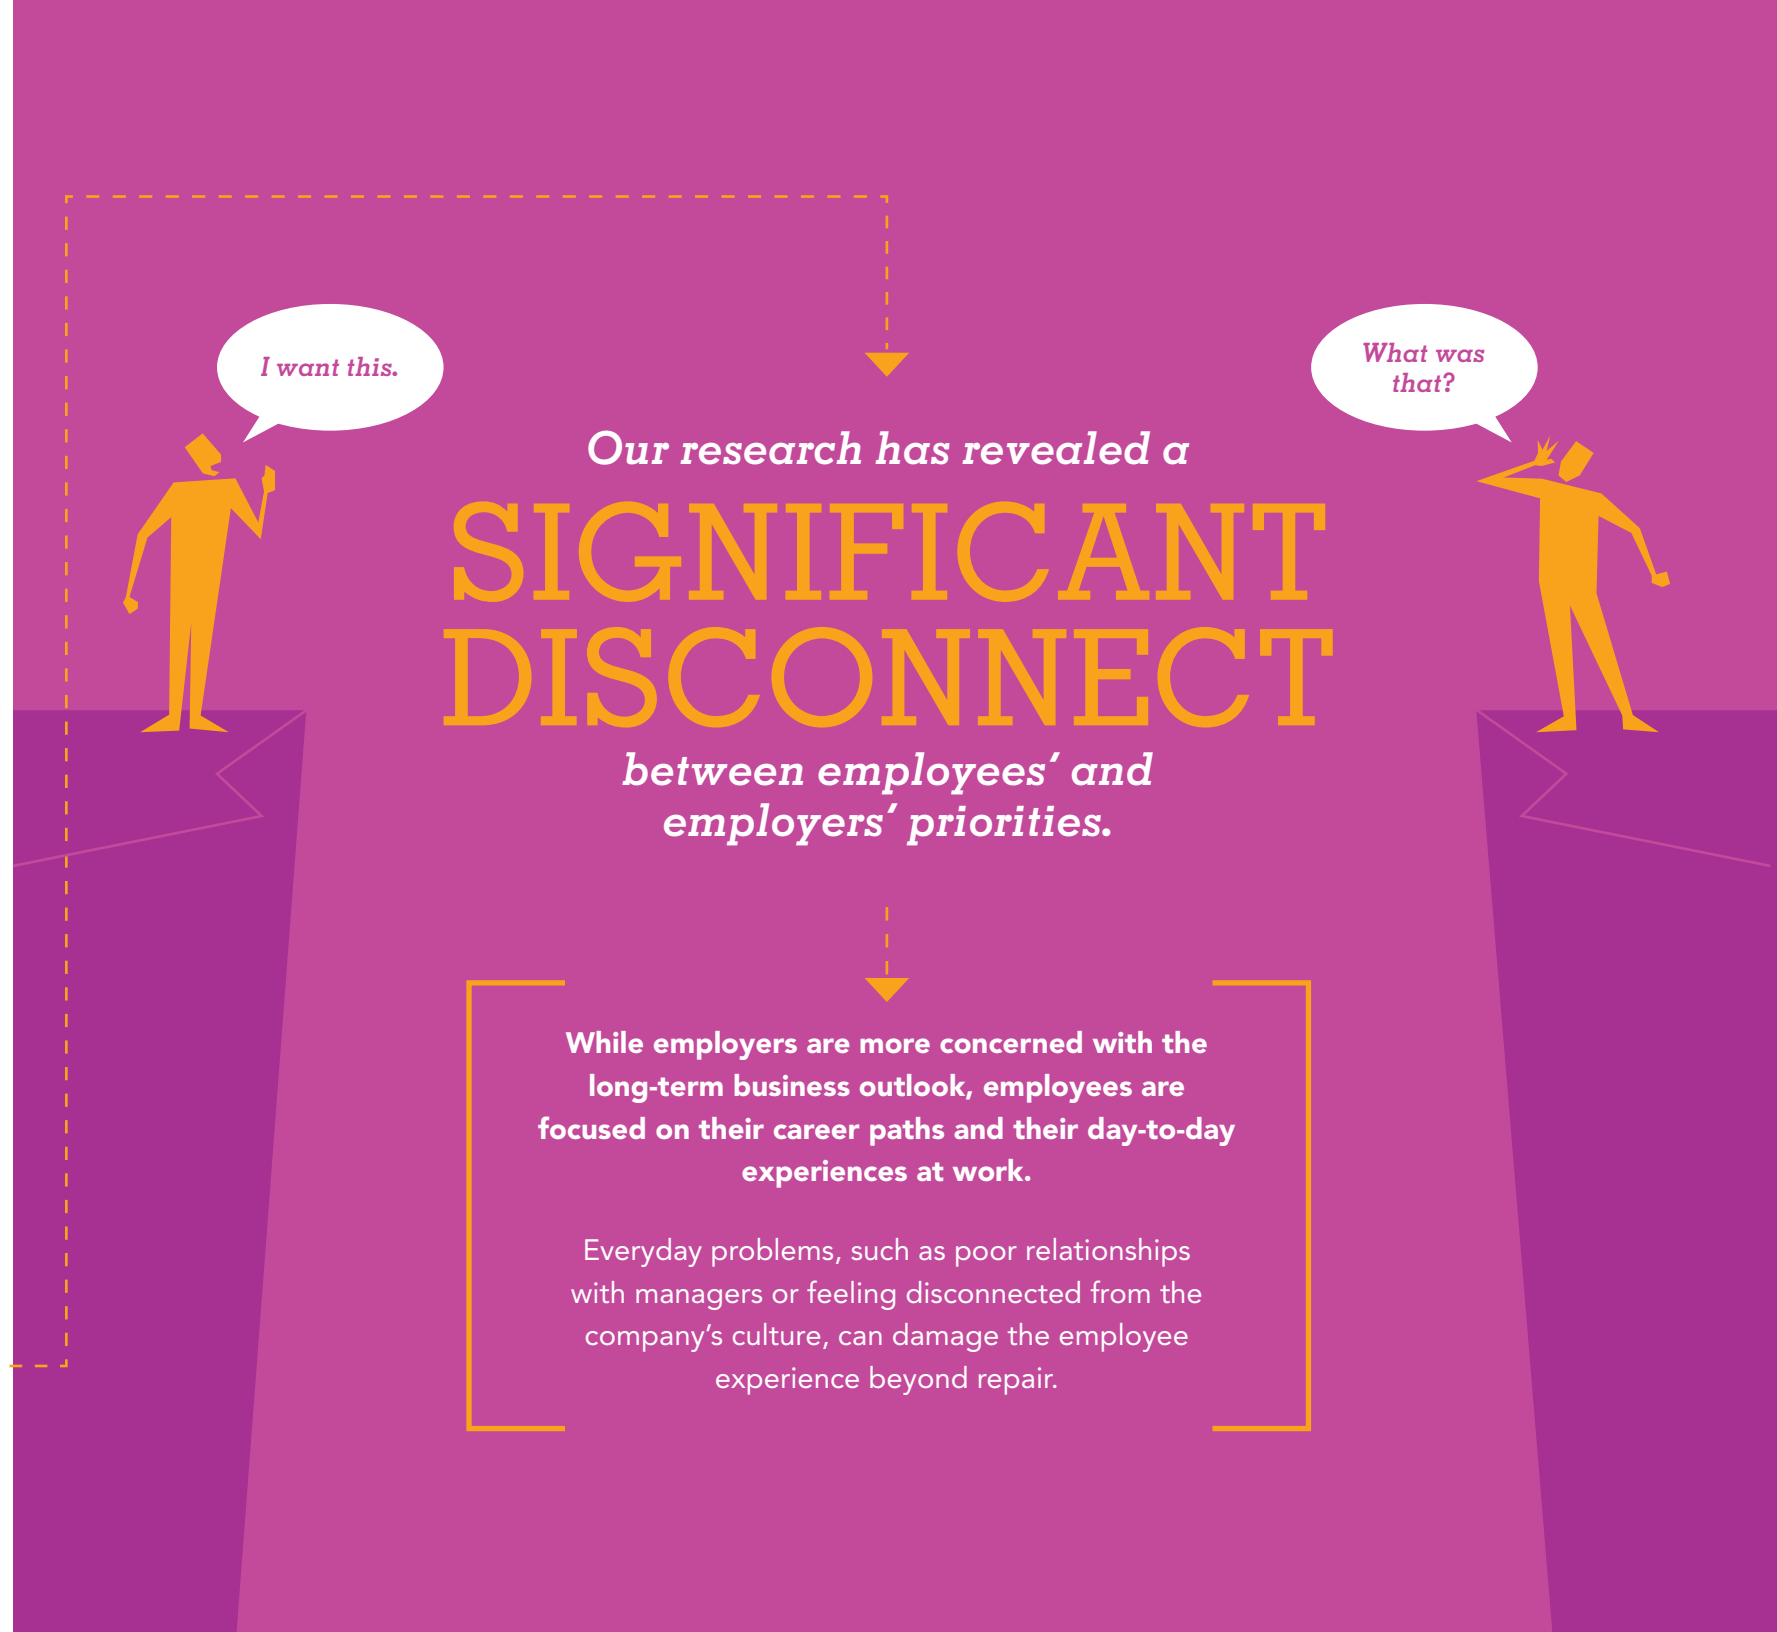 I want this.
What was
that?
Our research has revealed a
SIGNIFICANT
DISCONNECT
between employees’ and
employers’ priorities.
While employers are more concerned with the
long-term business outlook, employees are
focused on their career paths and their day-to-day
experiences at work.
Everyday problems, such as poor relationships
with managers or feeling disconnected from the
company’s culture, can damage the employee
experience beyond repair.